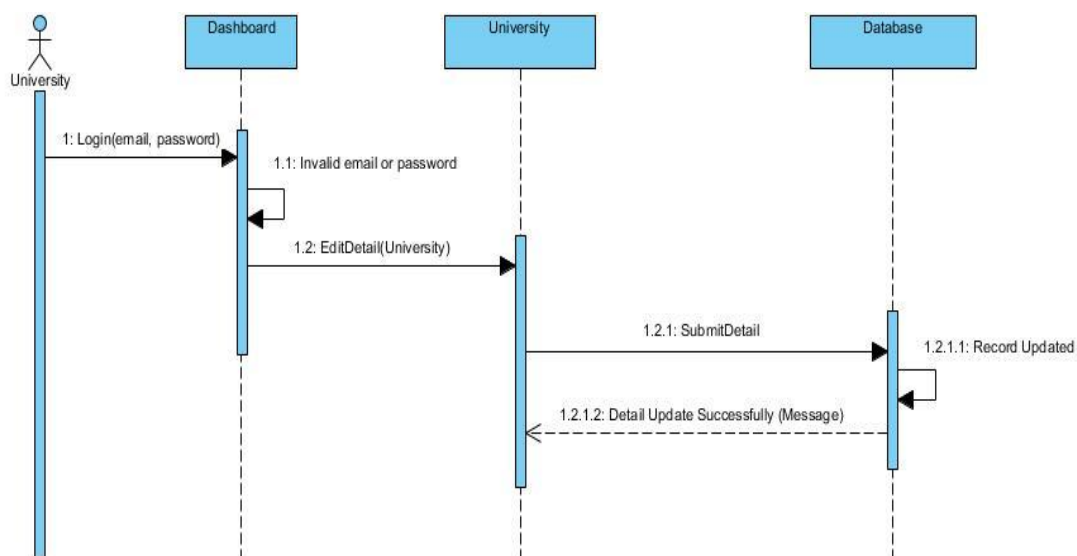 Dashboard
University
Database
University
1: Login(email, password)
1.1: Invalid email or password
1.2: EditDetail(University)
1.2.1: SubmitDetail
1.2.1.1: Record Updated
1.2.1.2: Detail Update Successfully (Message)